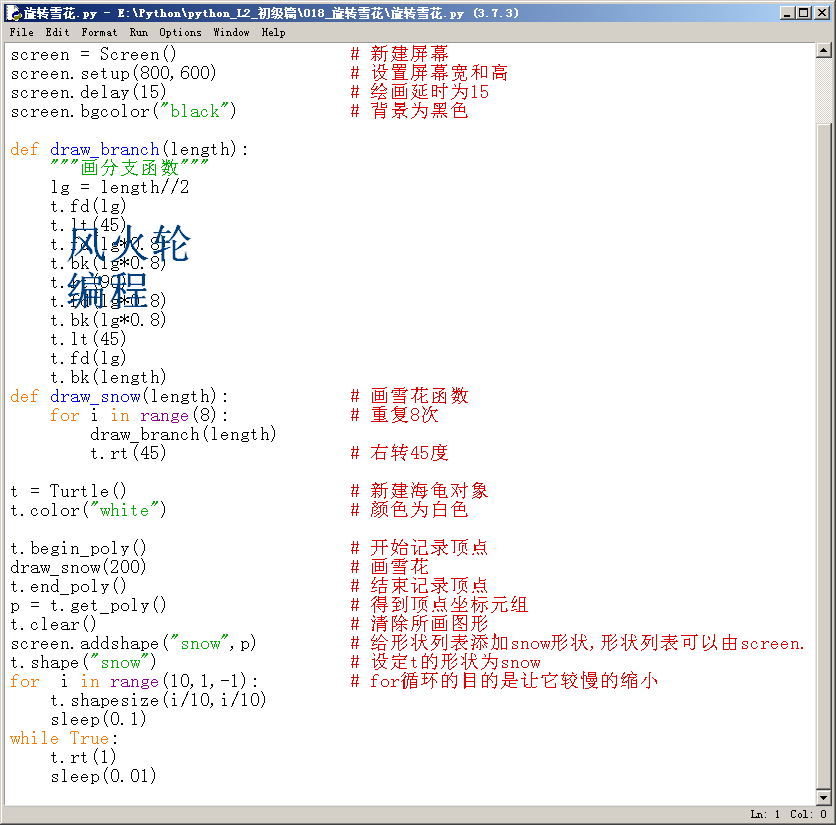 旋转雪花.py - E:\Python\python_L2_初级篇\018_旋转雪花\旋转雪花.py (3.7.3)
File Edit Format Run Options Window Help
screen = Screen() # 新建屏幕
screen.setup(800,600) # 设置屏幕宽和高
screen.delay(15) # 绘画延时为15
screen.bgcolor("black") # 背景为黑色
def draw_branch(length):
"""画分支函数"""
lg = length//2
t.fd(lg)
t.lt(45)
t.fd(lg*0.8)
t.bk(lg*0.8)
t.rt(90)
t.fd(lg*0.8)
t.bk(lg*0.8)
t.lt(45)
t.fd(lg)
t.bk(length)
风火轮
编程
def draw_snow(length): # 画雪花函数
for i in range(8): # 重复8次
draw_branch(length)
t.rt(45) # 右转45度
t = Turtle() # 新建海龟对象
t.color("white") # 颜色为白色
t.begin_poly() # 开始记录顶点
draw_snow(200) # 画雪花
t.end_poly() # 结束记录顶点
p = t.get_poly() # 得到顶点坐标元组
t.clear() # 清除所画图形
screen.addshape("snow",p) # 给形状列表添加snow形状,形状列表可以由screen.
t.shape("snow") # 设定t的形状为snow
for i in range(10,1,-1): # for循环的目的是让它较慢的缩小
t.shapesize(i/10,i/10)
sleep(0.1)
while True:
t.rt(1)
sleep(0.01)
Ln: 1 Col: 0